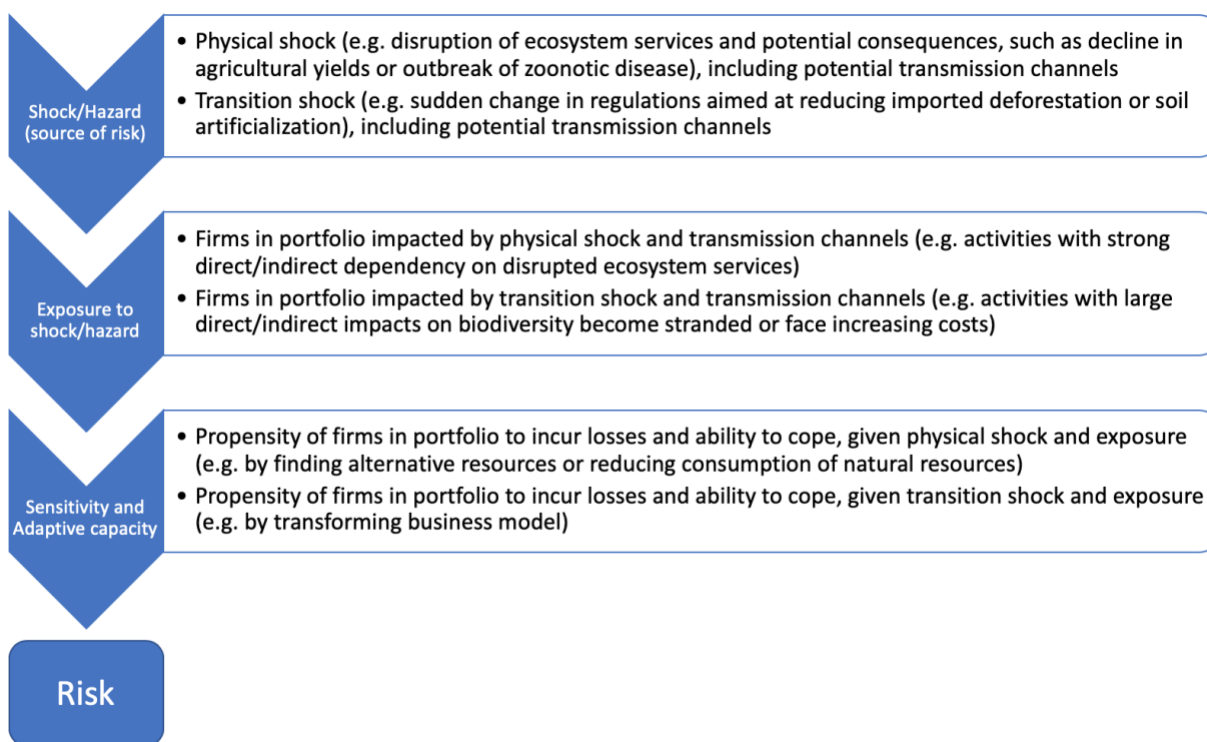 Shock/Hazard
(source of risk)
• Physical shock (e.g. disruption of ecosystem services and potential consequences, such as decline in
agricultural yields or outbreak of zoonotic disease), including potential transmission channels
• Transition shock (e.g. sudden change in regulations aimed at reducing imported deforestation or soil
artificialization), including potential transmission channels
Exposure to
shock/hazard
• Firms in portfolio impacted by physical shock and transmission channels (e.g. activities with strong
direct/indirect dependency on disrupted ecosystem services)
• Firms in portfolio impacted by transition shock and transmission channels (e.g. activities with large
direct/indirect impacts on biodiversity become stranded or face increasing costs)
Sensitivity and
Adaptive capacity
• Propensity of firms in portfolio to incur losses and ability to cope, given physical shock and exposure
(e.g. by finding alternative resources or reducing consumption of natural resources)
• Propensity of firms in portfolio to incur losses and ability to cope, given transition shock and exposure
(e.g. by transforming business model)
Risk